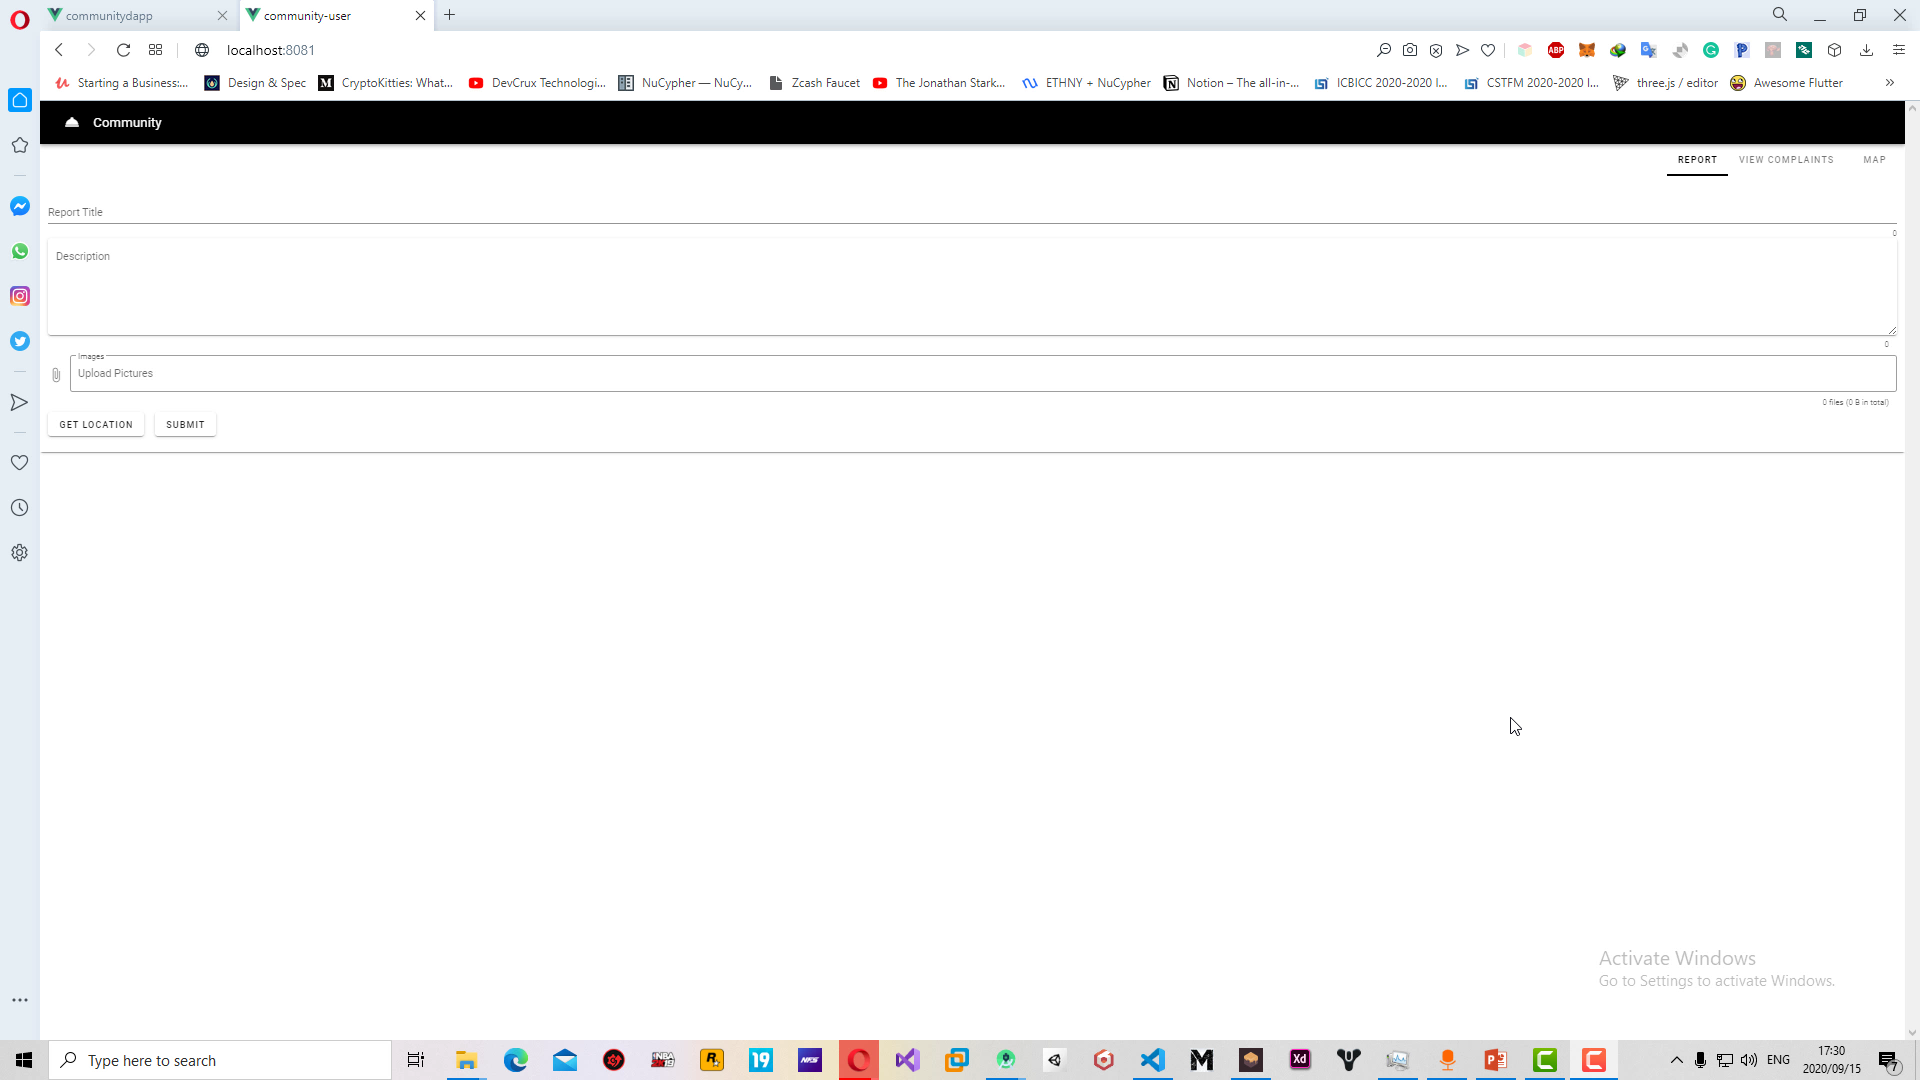 communitydapp
community-user
localhost:8081
Starting a Business:...
Design & Spec
CryptoKitties: What...
DevCrux Technologi...
NuCypher — NuCy...
Zcash Faucet
The Jonathan Stark...
ETHNY + NuCypher
Notion – The all-in-...
ICBICC 2020-2020 I...
CSTFM 2020-2020 I...
three.js / editor
Awesome Flutter
Community
REPORT
VIEW COMPLAINTS
MAP
Report Title
0
Description
0
Images
Upload Pictures
0 files (0 B in total)
GET LOCATION
SUBMIT
Activate Windows
Go to Settings to activate Windows.
Type here to search
ENG
17:30
2020/09/15
7